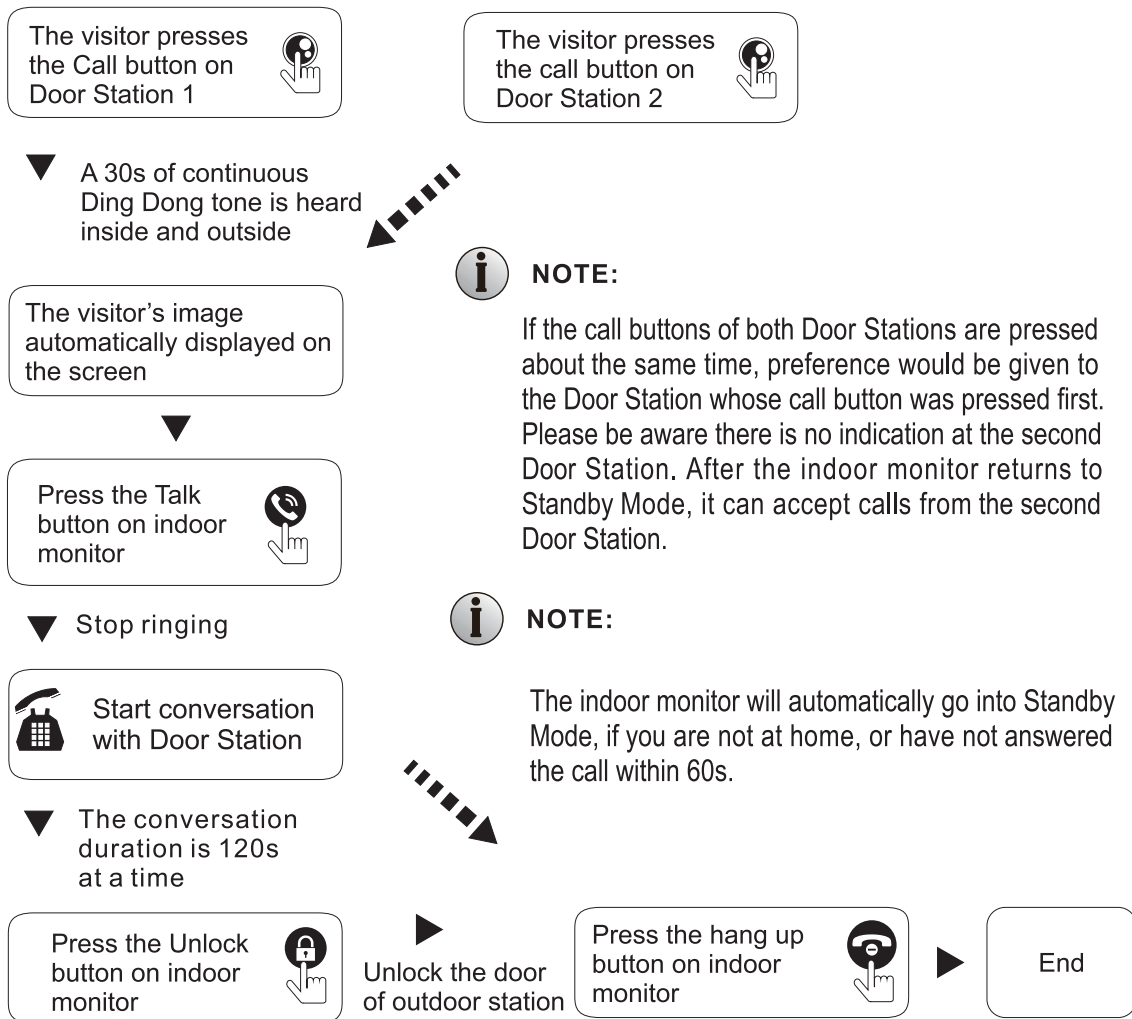 The visitor presses
the Call button on
Door Station 1
The visitor presses
the call button on
Door Station 2
A 30s of continuous
Ding Dong tone is heard
inside and outside
NOTE:
If the call buttons of both Door Stations are pressed
about the same time, preference would be given to
the Door Station whose call button was pressed first.
Please be aware there is no indication at the second
Door Station. After the indoor monitor returns to
Standby Mode, it can accept calls from the second
Door Station.
The visitor's image
automatically displayed on
the screen
Press the Talk
button on indoor
monitor
Stop ringing
NOTE:
The indoor monitor will automatically go into Standby
Mode, if you are not at home, or have not answered
the call within 60s.
Start conversation
with Door Station
The conversation
duration is 120s
at a time
Press the Unlock
button on indoor
monitor
Unlock the door
of outdoor station
Press the hang up
button on indoor
monitor
End